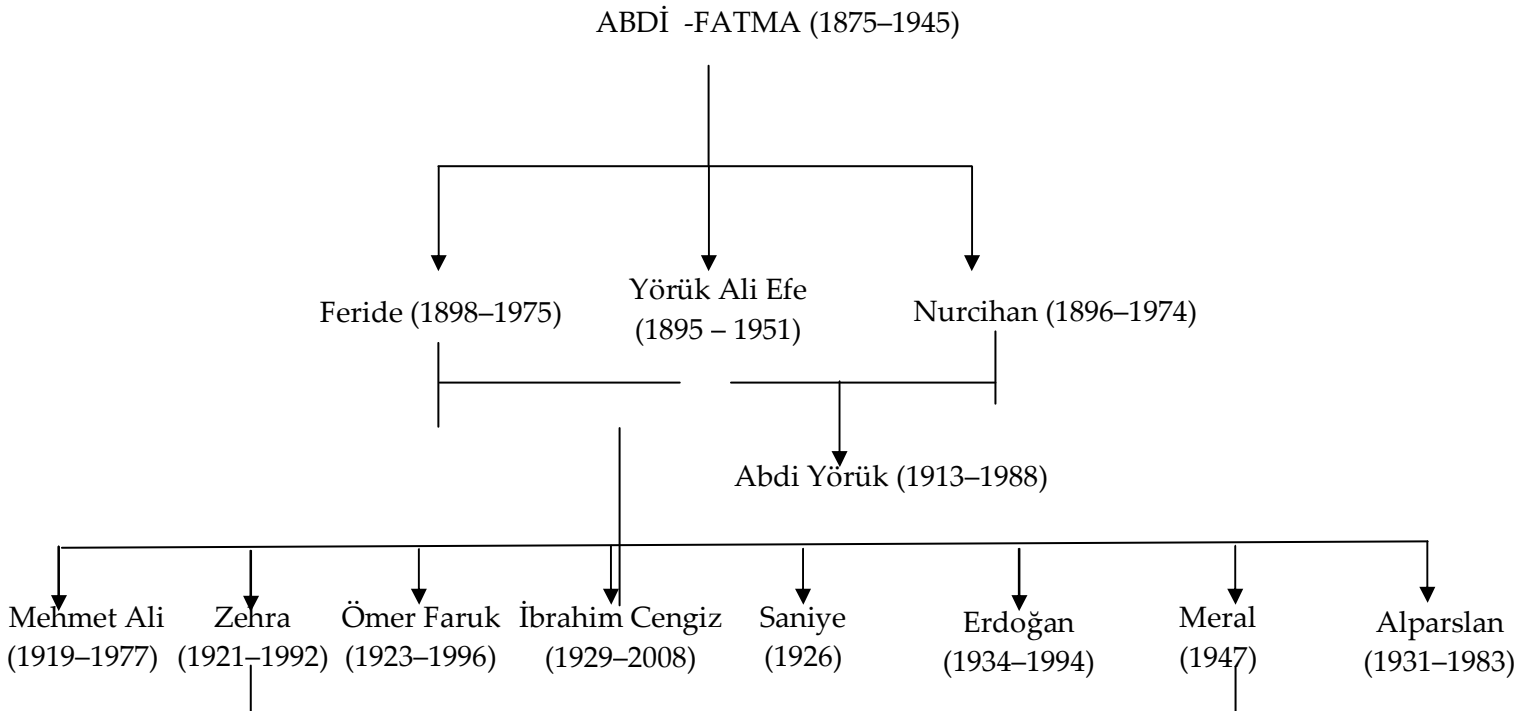 ABDİ -FATMA (1875–1945)
Feride (1898–1975)
Yörük Ali Efe
(1895 – 1951)
Nurcihan (1896–1974)
Abdi Yörük (1913–1988)
Mehmet Ali
(1919–1977)
Zehra
(1921–1992)
Ömer Faruk
(1923–1996)
İbrahim Cengiz
(1929–2008)
Saniye
(1926)
Erdoğan
(1934–1994)
Meral
(1947)
Alparslan
(1931–1983)